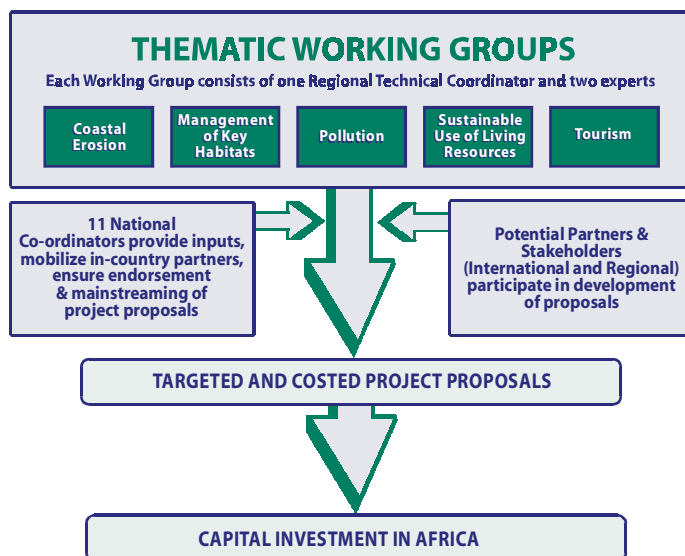 THEMATIC WORKING GROUPS
Each Working Group consists of one Regional Technical Coordinator and two experts
Coastal
Erosion
Management
of Key
Habitats
Pollution
Sustainable
Use of Living
Resources
Tourism
11 National
Co-ordinators provide inputs,
mobilize in-country partners,
ensure endorsement
& mainstreaming of
project proposals
Potential Partners &
Stakeholders
(International and Regional)
participate in development
of proposals
TARGETED AND COSTED PROJECT PROPOSALS
CAPITAL INVESTMENT IN AFRICA